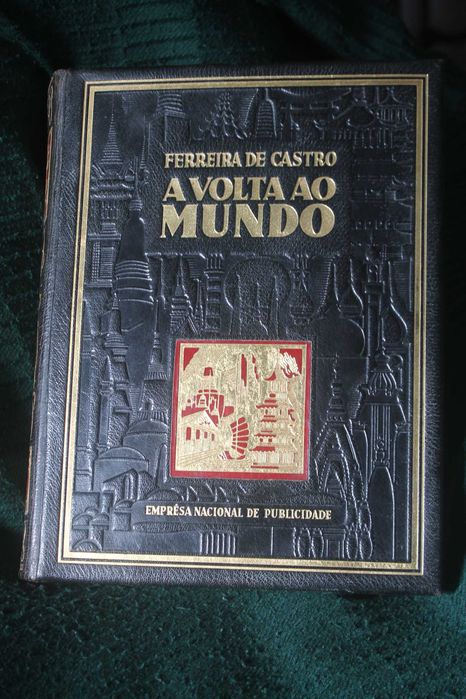 FERREIRA DE CASTRO
A VOLTA AO
MUNDO
EMPRÊSA NACIONAL DE PUBLICIDADE